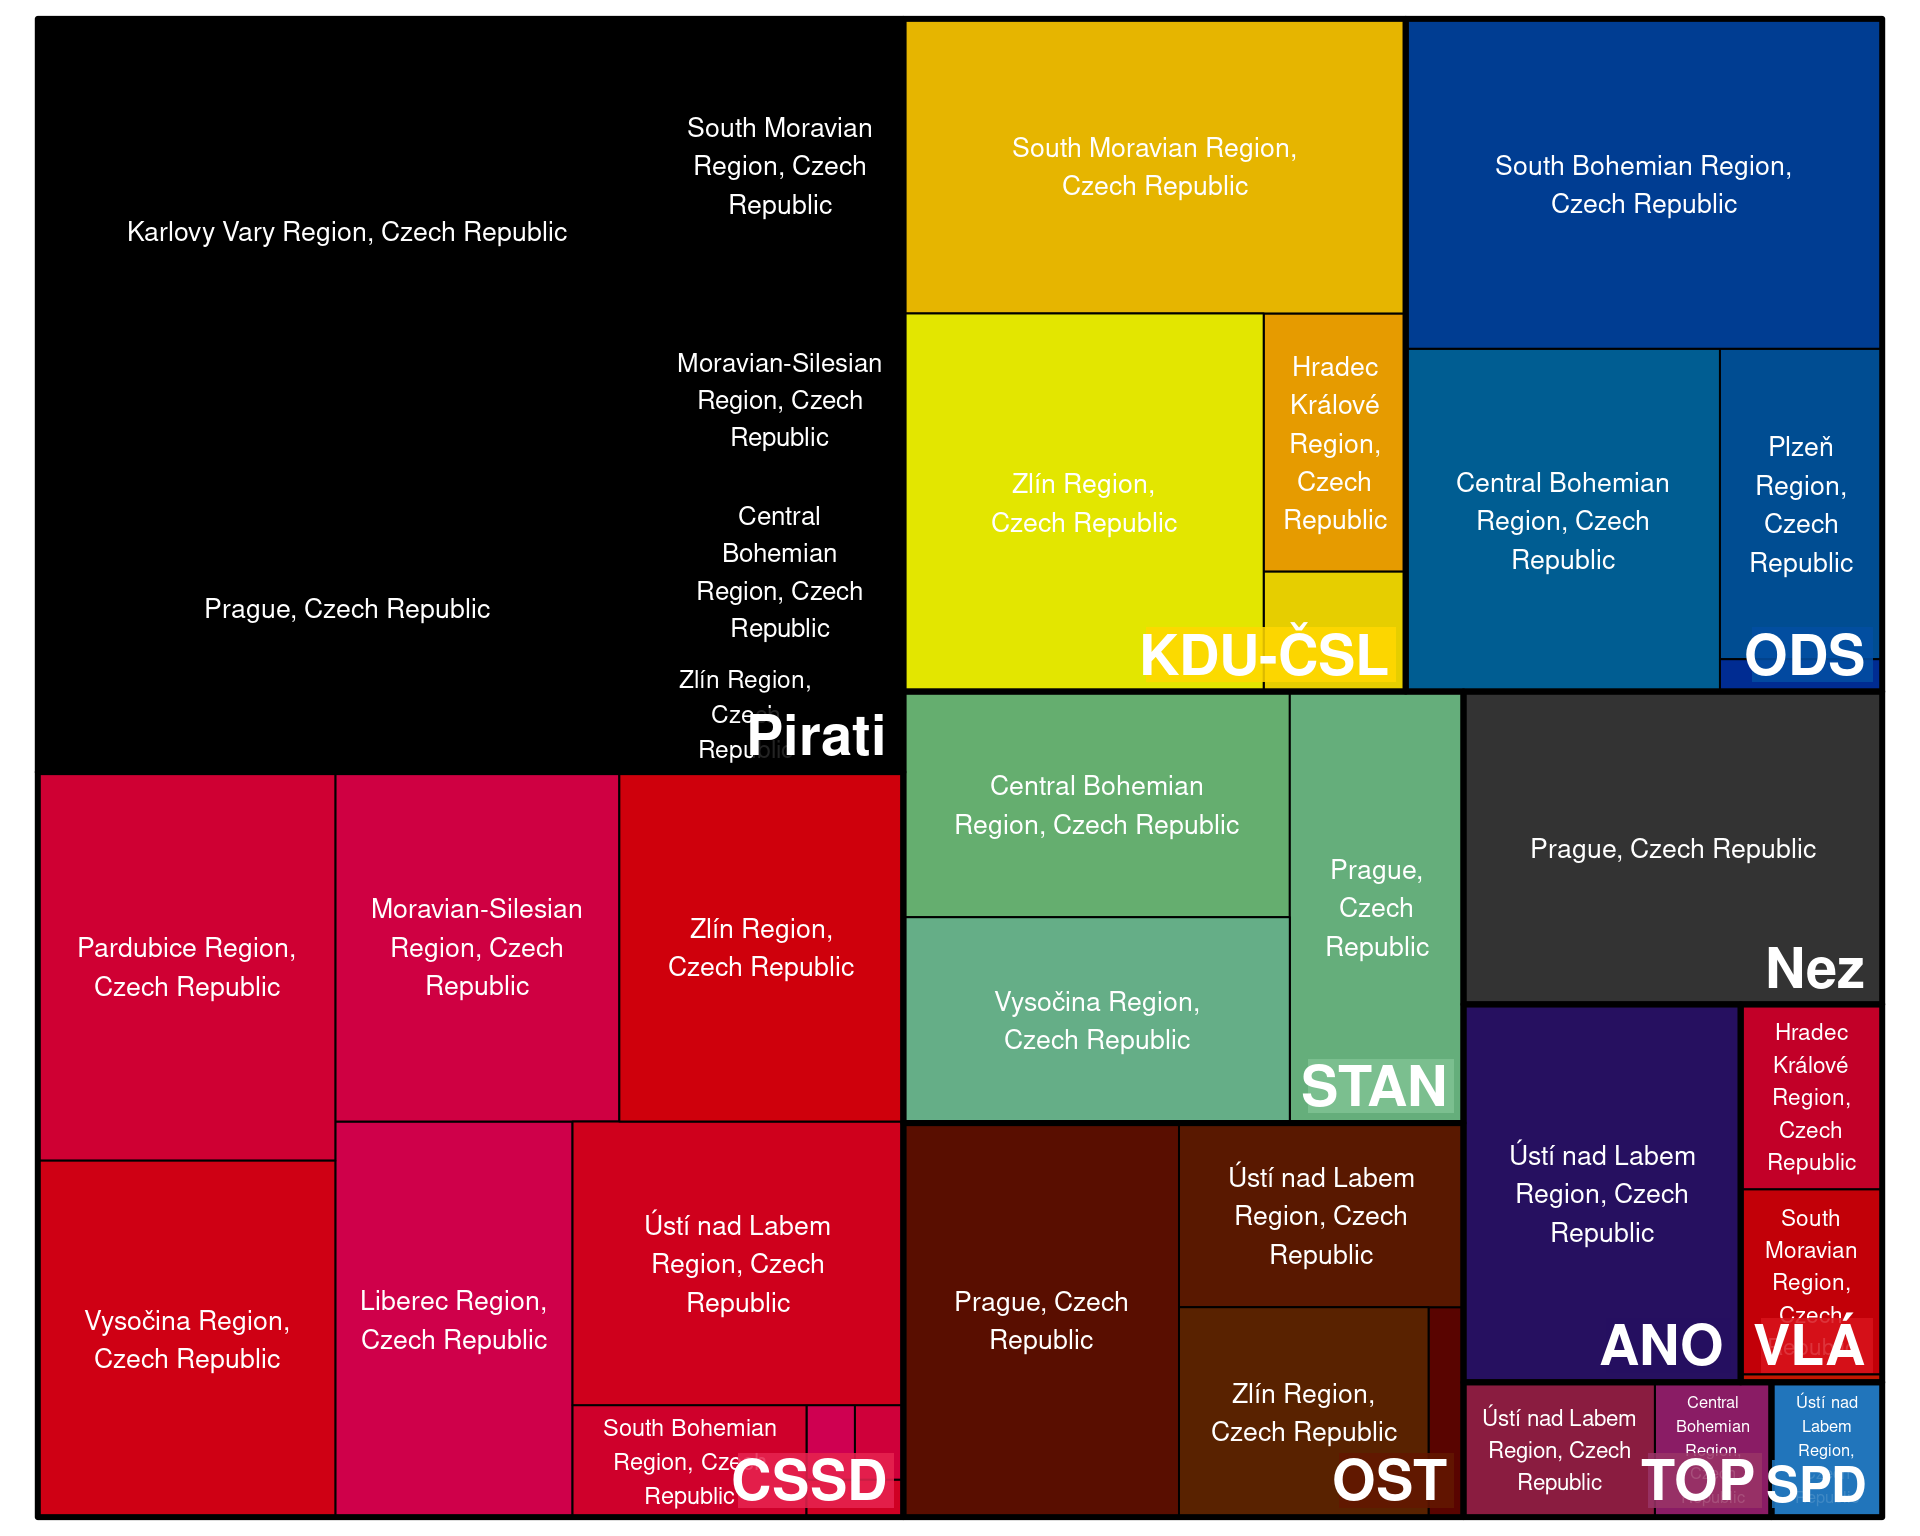 Karlovy Vary Region, Czech Republic
South Moravian
Region, Czech
Republic
Moravian-Silesian
Region, Czech
Republic
Prague, Czech Republic
Central
Bohemian
Region, Czech
Republic
Zlín Region,
Czech
Republic
Pirati
South Moravian Region,
Czech Republic
Zlín Region,
Czech Republic
Hradec
Králové
Region,
Czech
Republic
KDU-ČSL
South Bohemian Region,
Czech Republic
Central Bohemian
Region, Czech
Republic
Plzeň
Region,
Czech
Republic
ODS
Pardubice Region,
Czech Republic
Moravian-Silesian
Region, Czech
Republic
Zlín Region,
Czech Republic
Vysočina Region,
Czech Republic
Liberec Region,
Czech Republic
Ústí nad Labem
Region, Czech
Republic
South Bohemian
Region, Czech
Republic
CSSD
Central Bohemian
Region, Czech Republic
Vysočina Region,
Czech Republic
Prague,
Czech
Republic
STAN
Prague, Czech
Republic
Ústí nad Labem
Region, Czech
Republic
Zlín Region,
Czech Republic
OST
Prague, Czech Republic
Nez
Ústí nad Labem
Region, Czech
Republic
ANO
Hradec
Králové
Region,
Czech
Republic
South
Moravian
Region,
Czech
Republic
VLÁ
Ústí nad Labem
Region, Czech
Republic
Central
Bohemian
Region,
TOP
Ústí nad
Labem
Region,
SPD